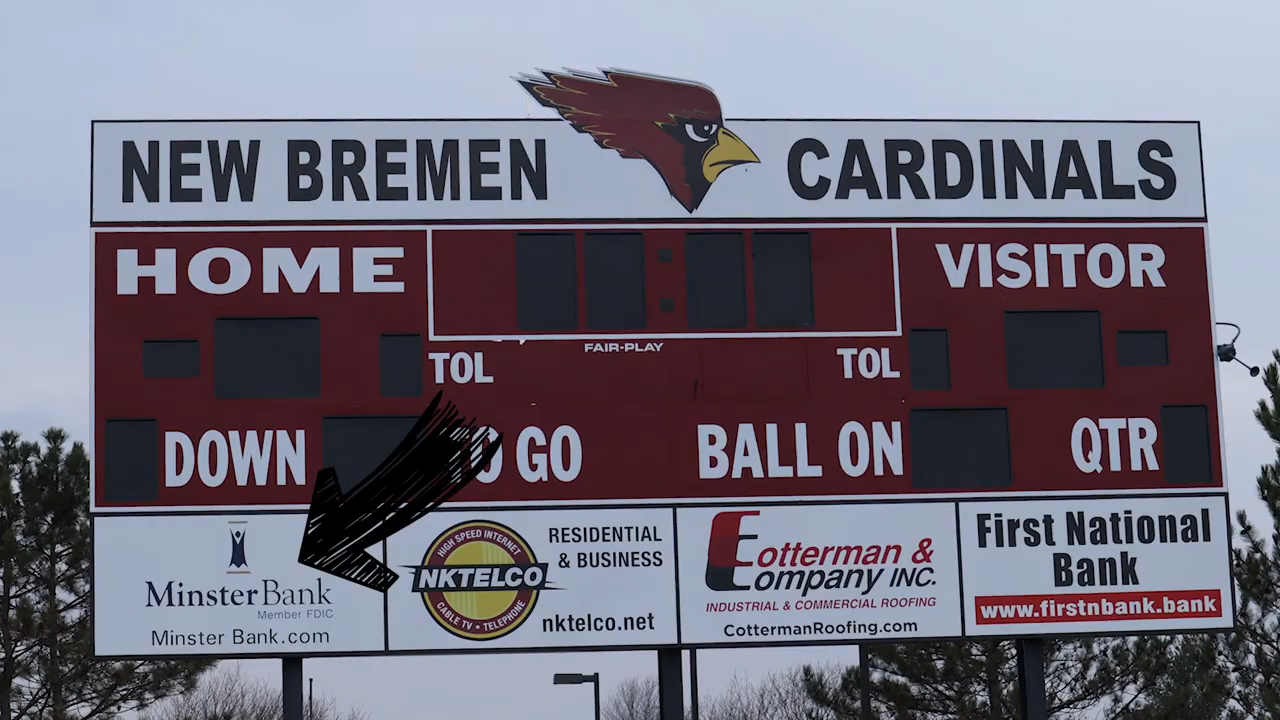 NEW BREMEN CARDINALS
HOME VISITOR
FAIR-PLAY
TOL TOL
DOWN TO GO BALL ON QTR
MinsterBank
Member FDIC
Minster Bank.com
HIGH SPEED INTERNET
NKTELCO
CABLE TV • TELEPHONE
RESIDENTIAL
& BUSINESS
nktelco.net
Cotterman &
Company INC.
INDUSTRIAL & COMMERCIAL ROOFING
CottermanRoofing.com
First National
Bank
www.firstnbank.bank